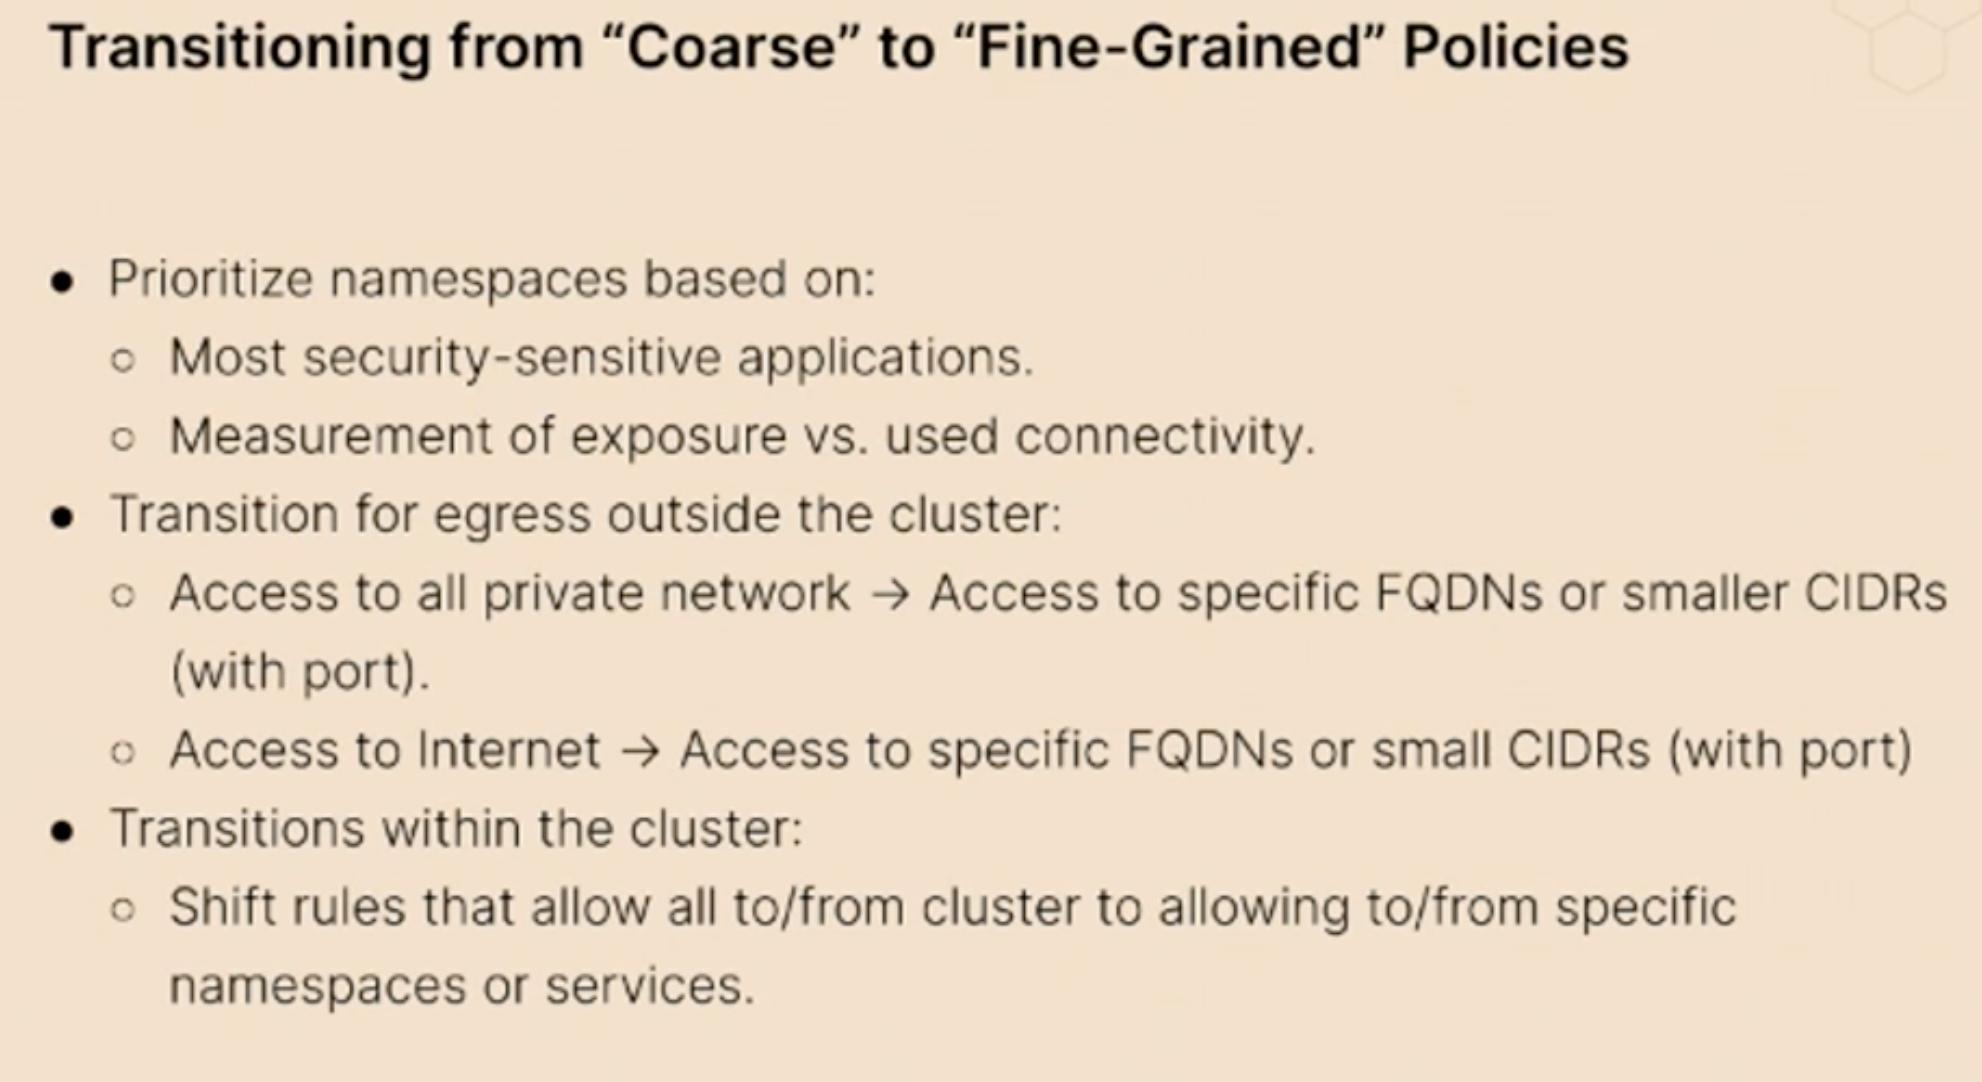 Transitioning from “Coarse” to “Fine-Grained” Policies
● Prioritize namespaces based on:
○ Most security-sensitive applications.
○ Measurement of exposure vs. used connectivity.
● Transition for egress outside the cluster:
○ Access to all private network → Access to specific FQDNs or smaller CIDRs
(with port).
○ Access to Internet → Access to specific FQDNs or small CIDRs (with port)
● Transitions within the cluster:
○ Shift rules that allow all to/from cluster to allowing to/from specific
namespaces or services.